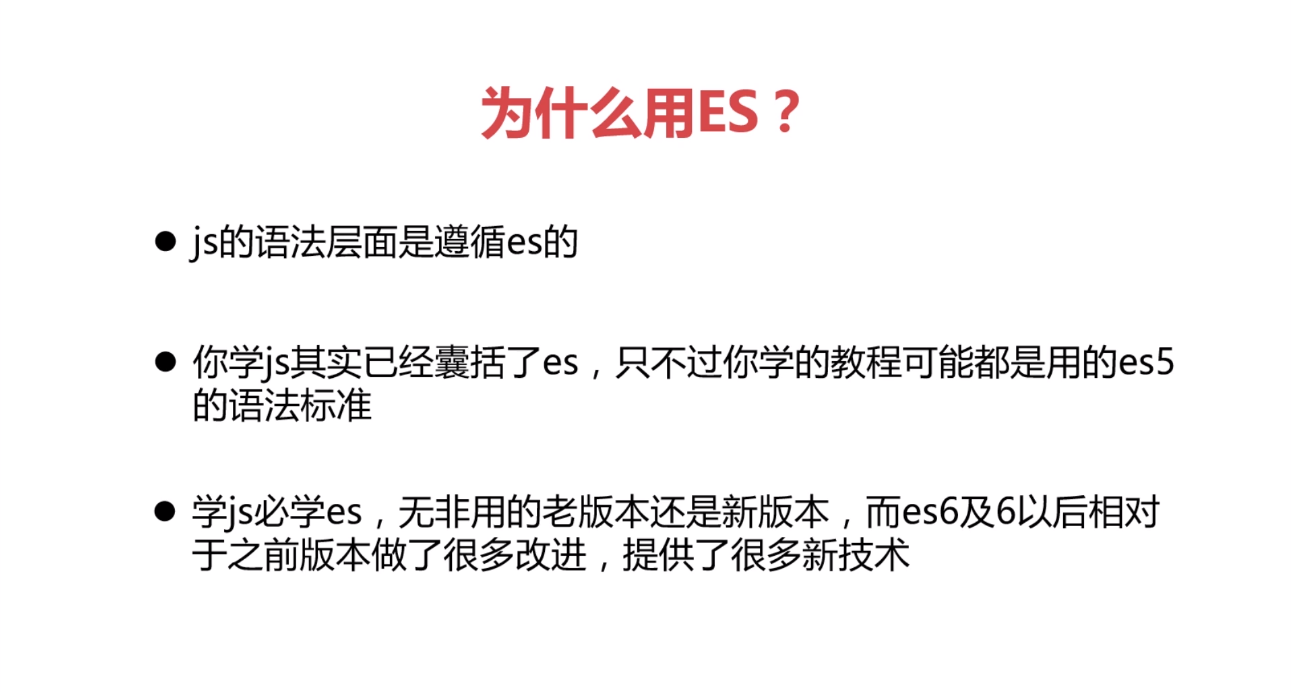 为什么用ES？
● js的语法层面是遵循es的
● 你学js其实已经囊括了es，只不过你学的教程可能都是用的es5
的语法标准
● 学js必学es，无非用的老版本还是新版本，而es6及6以后相对
于之前版本做了很多改进，提供了很多新技术